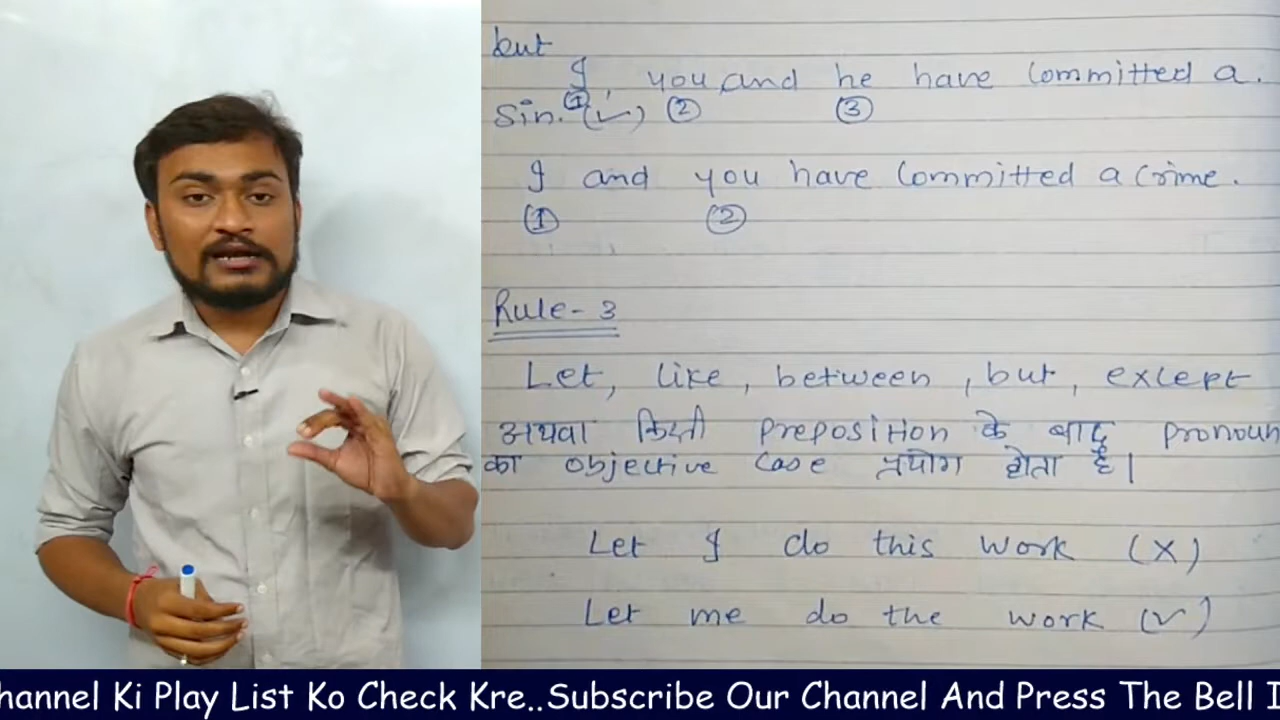 but
I, you and he have committed a.
① ② ③
Sin. (✓)
I and you have committed a crime.
① ②
Rule-3
Let, like, between, but, except
अथवा किसी preposition के बाद pronoun
का objective case प्रयोग होता है।
Let I do this work (X)
Let me do the work (✓)
hannel Ki Play List Ko Check Kre..Subscribe Our Channel And Press The Bell I